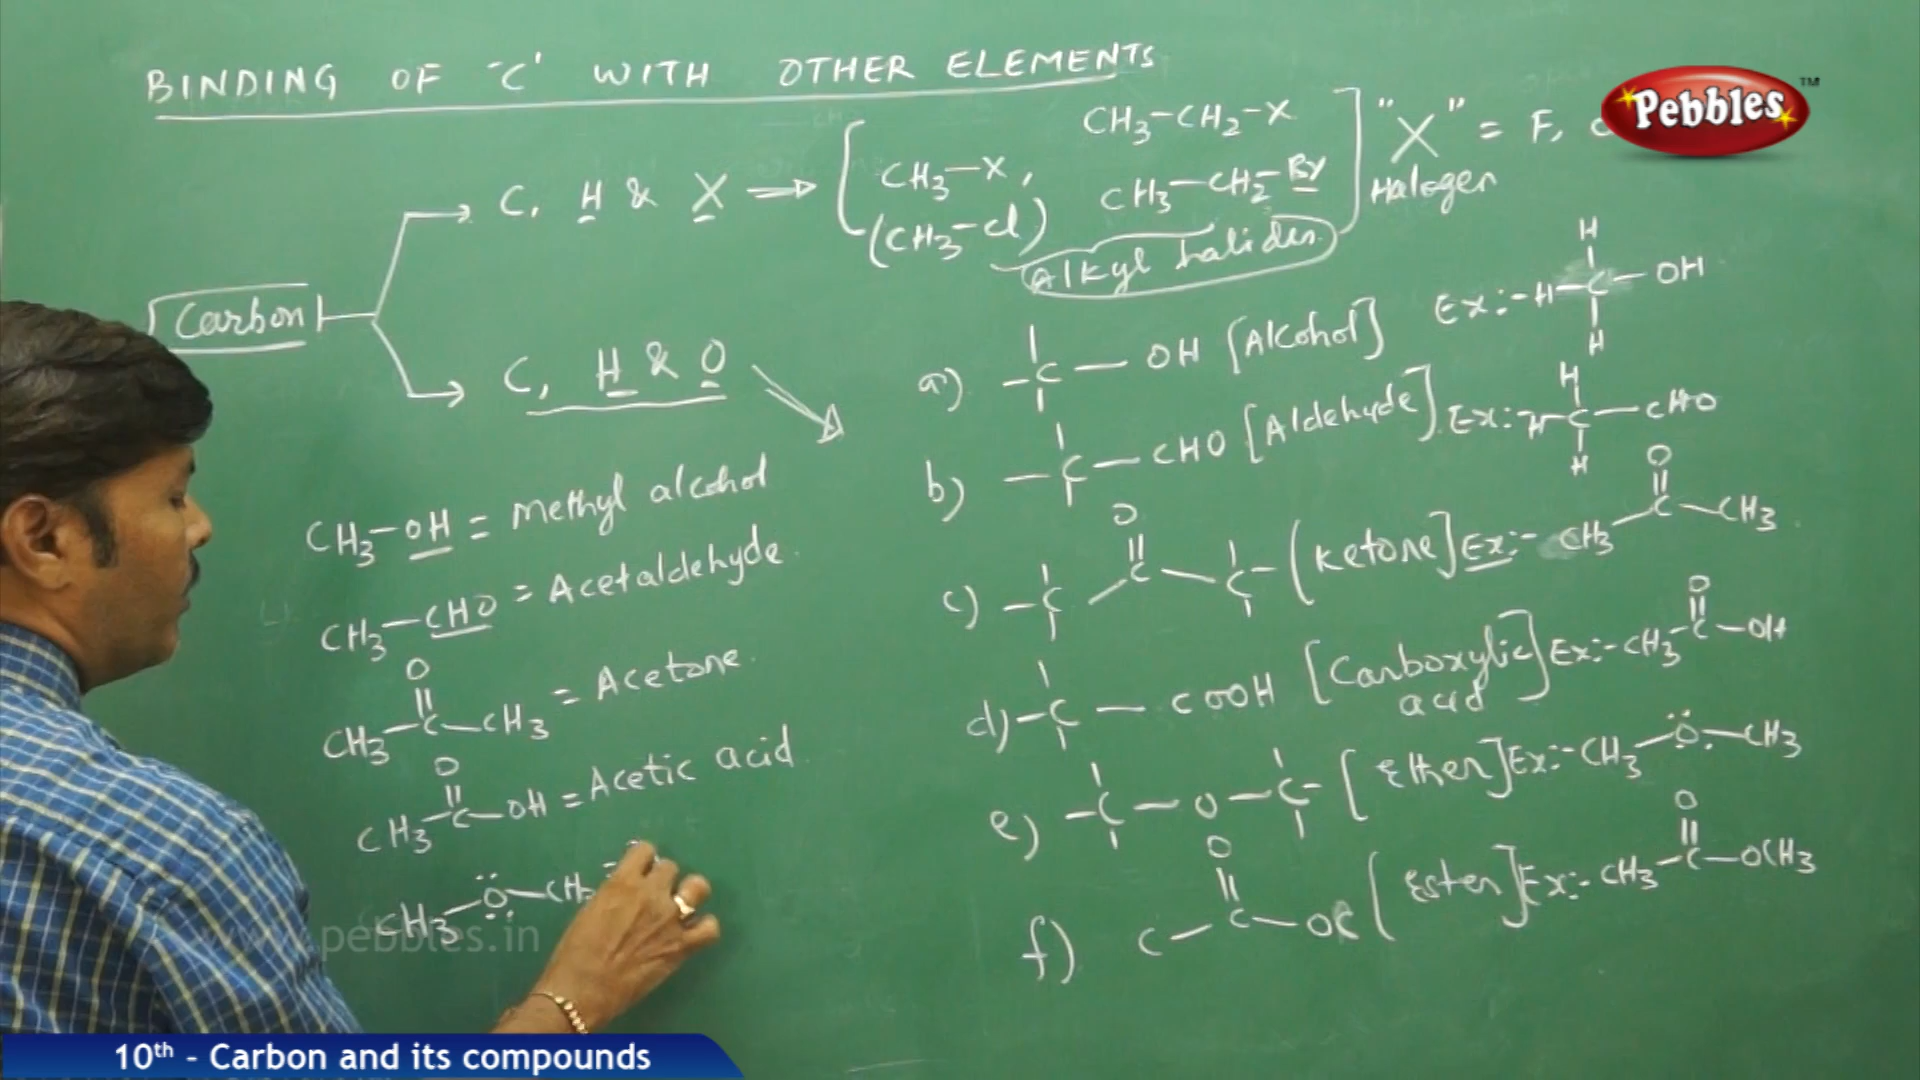 BINDING OF 'C' WITH OTHER ELEMENTS
Pebbles™
CH3-CH2-X
"X" = F,
C, H & X → CH3-X,
CH3-CH2-Br
Halogen
(CH3-Cl)
Alkyl halides
Carbon
C, H & O
H
H-C-OH
H
a) -C-OH [Alcohol] Ex:-
b) -C-CHO [Aldehyde] Ex:-
H
H-C-CHO
H
O
c) -C-C-C- (Ketone] Ex:-
O
CH3-C-CH3
d) -C-COOH [Carboxylic acid] Ex:-
O
CH3-C-OH
e) -C-O-C- [Ether] Ex:- CH3-O-CH3
O
f) C-C-OC [Ester] Ex:-
O
CH3-C-OCH3
CH3-OH = Methyl alcohol
CH3-CHO = Acetaldehyde.
O
CH3-C-CH3 = Acetone.
O
CH3-C-OH = Acetic acid
CH3-O-CH3 =
www.pebbles.in
10th - Carbon and its compounds